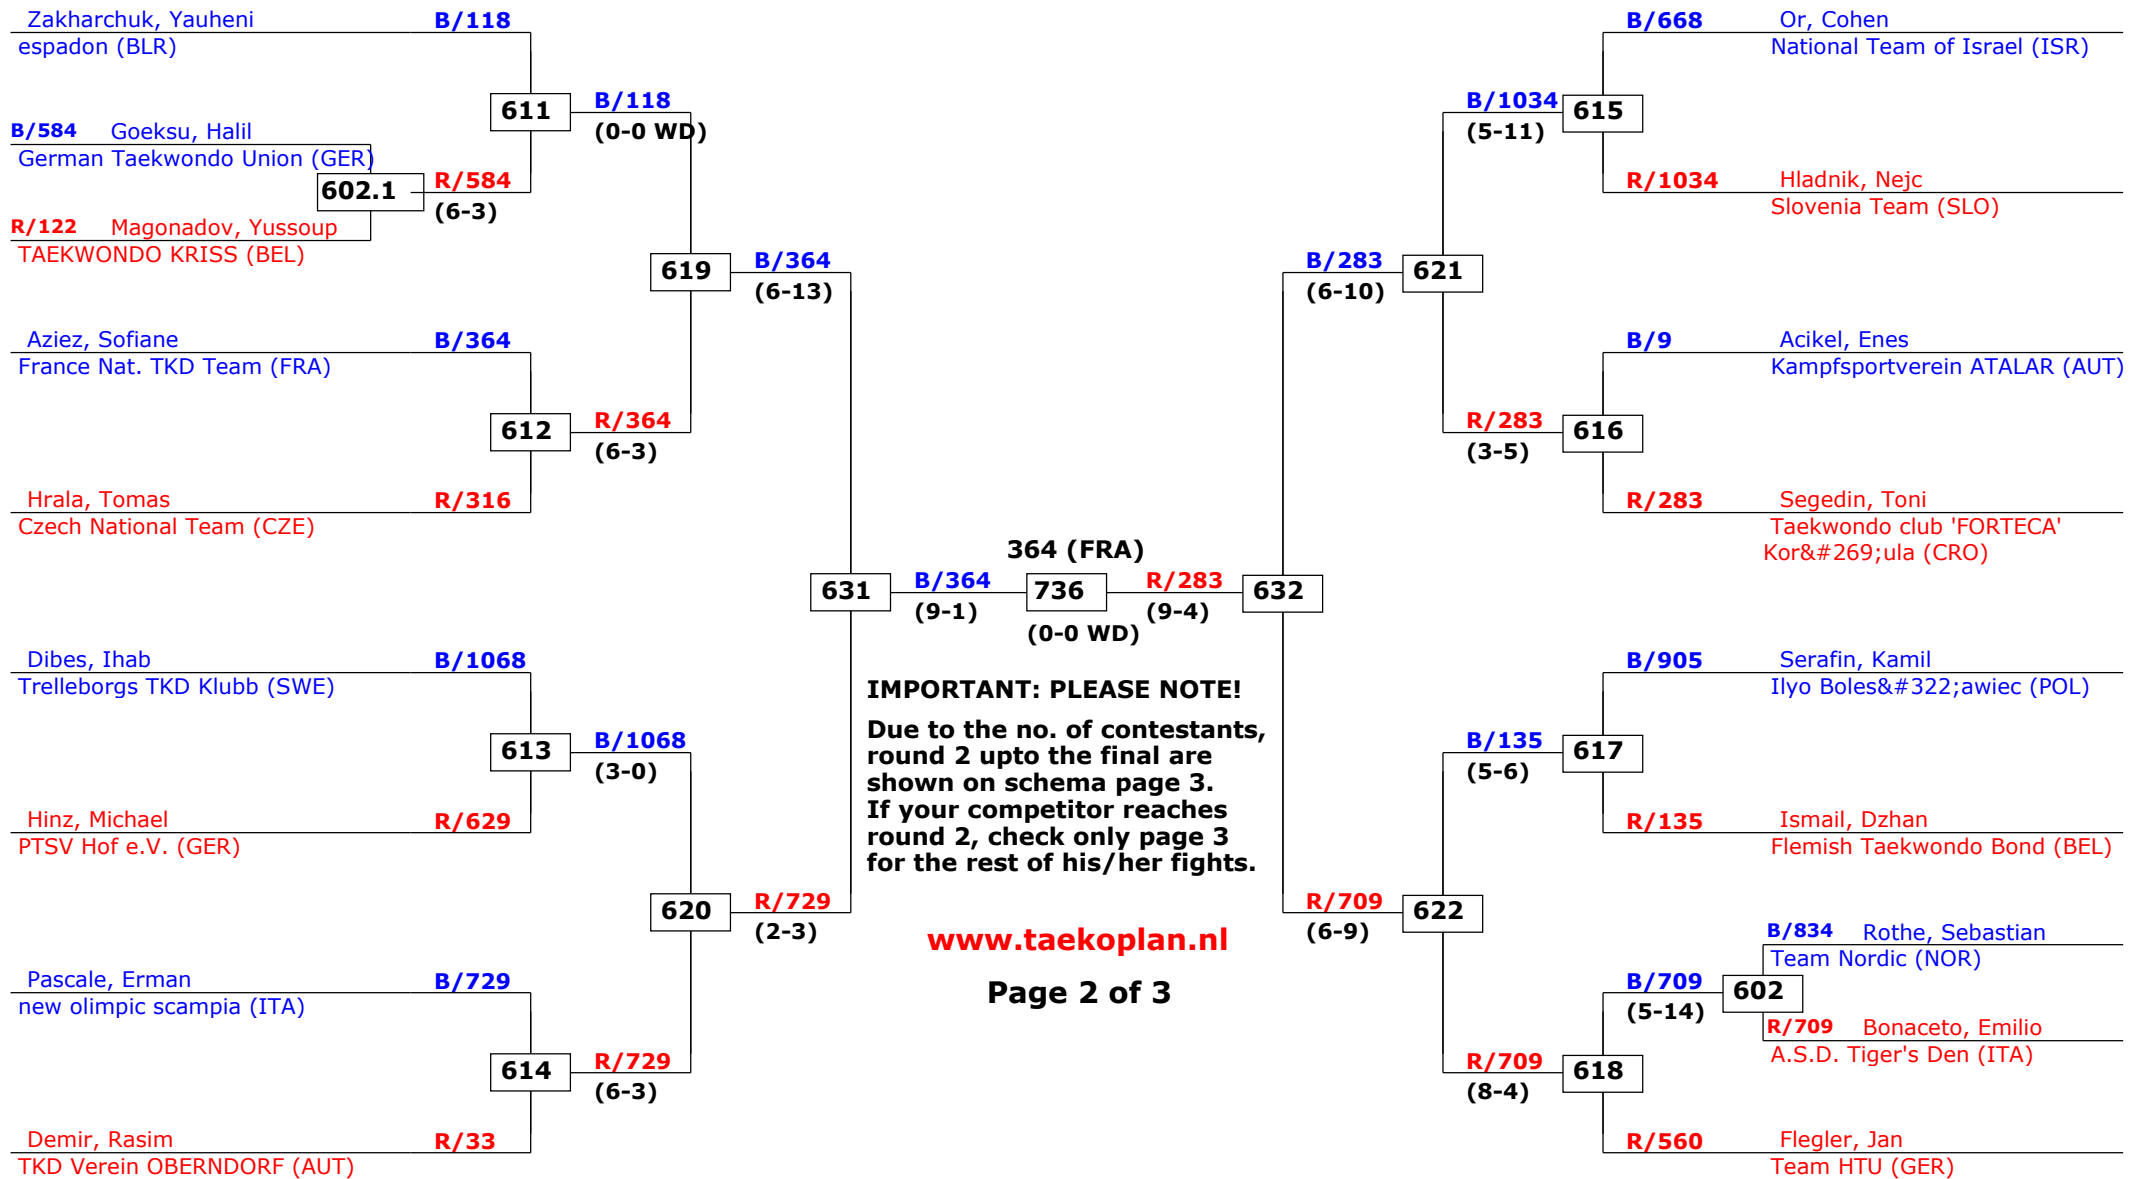 Zakharchuk, Yauheni B/118
espadon (BLR)
611
B/118
(0-0 WD)
B/584 Goeksu, Halil
German Taekwondo Union (GER)
602.1
R/584
(6-3)
R/122 Magonadov, Yussoup
TAEKWONDO KRISS (BEL)
619
B/364
(6-13)
Aziez, Sofiane B/364
France Nat. TKD Team (FRA)
612
R/364
(6-3)
Hrala, Tomas R/316
Czech National Team (CZE)
631
B/364
(9-1)
Dibes, Ihab B/1068
Trelleborgs TKD Klubb (SWE)
613
B/1068
(3-0)
Hinz, Michael R/629
PTSV Hof e.V. (GER)
620
R/729
(2-3)
Pascale, Erman B/729
new olimpic scampia (ITA)
614
R/729
(6-3)
Demir, Rasim R/33
TKD Verein OBERNDORF (AUT)
364 (FRA)
736
(0-0 WD)
IMPORTANT: PLEASE NOTE!
Due to the no. of contestants,
round 2 upto the final are
shown on schema page 3.
If your competitor reaches
round 2, check only page 3
for the rest of his/her fights.
www.taekoplan.nl
Page 2 of 3
R/283
(9-4)
632
B/668 Or, Cohen
National Team of Israel (ISR)
B/1034
(5-11)
615
R/1034 Hladnik, Nejc
Slovenia Team (SLO)
B/283
(6-10)
621
B/9 Acikel, Enes
Kampfsportverein ATALAR (AUT)
R/283
(3-5)
616
R/283 Segedin, Toni
Taekwondo club 'FORTECA'
Kor&#269;ula (CRO)
B/905 Serafin, Kamil
Ilyo Boles&#322;awiec (POL)
B/135
(5-6)
617
R/135 Ismail, Dzhan
Flemish Taekwondo Bond (BEL)
R/709
(6-9)
622
B/834 Rothe, Sebastian
Team Nordic (NOR)
B/709
(5-14)
602
R/709 Bonaceto, Emilio
A.S.D. Tiger's Den (ITA)
R/709
(8-4)
618
R/560 Flegler, Jan
Team HTU (GER)